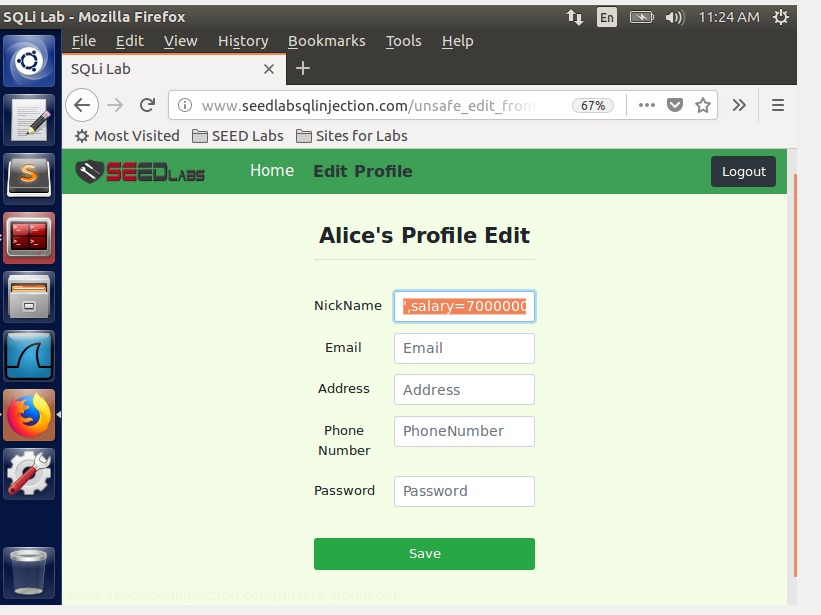 SQLi Lab - Mozilla Firefox En 11:24 AM
File Edit View History Bookmarks Tools Help
SQLi Lab
www.seedlabsqlinjection.com/unsafe_edit_fron 67%
Most Visited SEED Labs Sites for Labs
SEEDLABS Home Edit Profile Logout
Alice's Profile Edit
NickName ',salary=7000000
Email Email
Address Address
Phone Number PhoneNumber
Password Password
Save
www.seedlabsqlinjection.com/unsafe_home.php